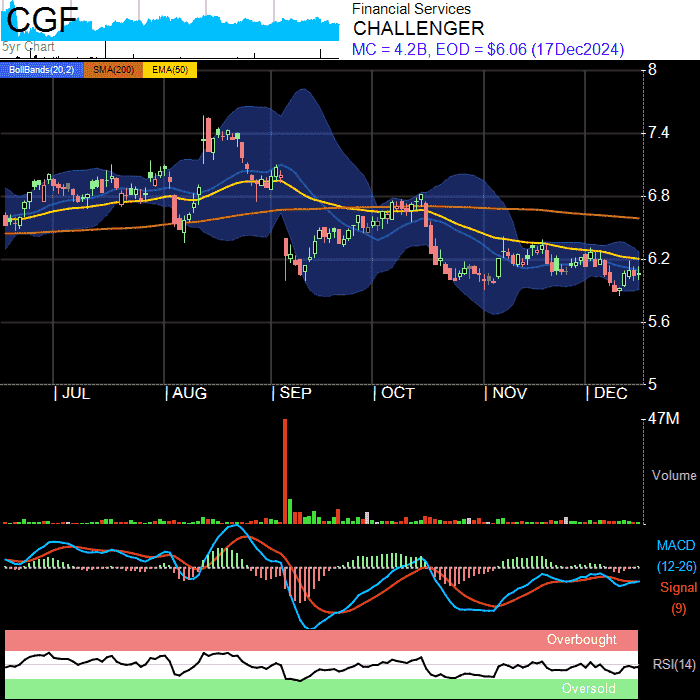 CGF
5yr Chart
Financial Services
CHALLENGER
MC = 4.2B, EOD = $6.06 (17Dec2024)
BollBands(20,2) SMA(200) EMA(50)
8
7.4
6.8
6.2
5.6
5
| JUL | AUG | SEP | OCT | NOV | DEC
47M
Volume
MACD
(12-26)
Signal
(9)
Overbought
RSI(14)
Oversold